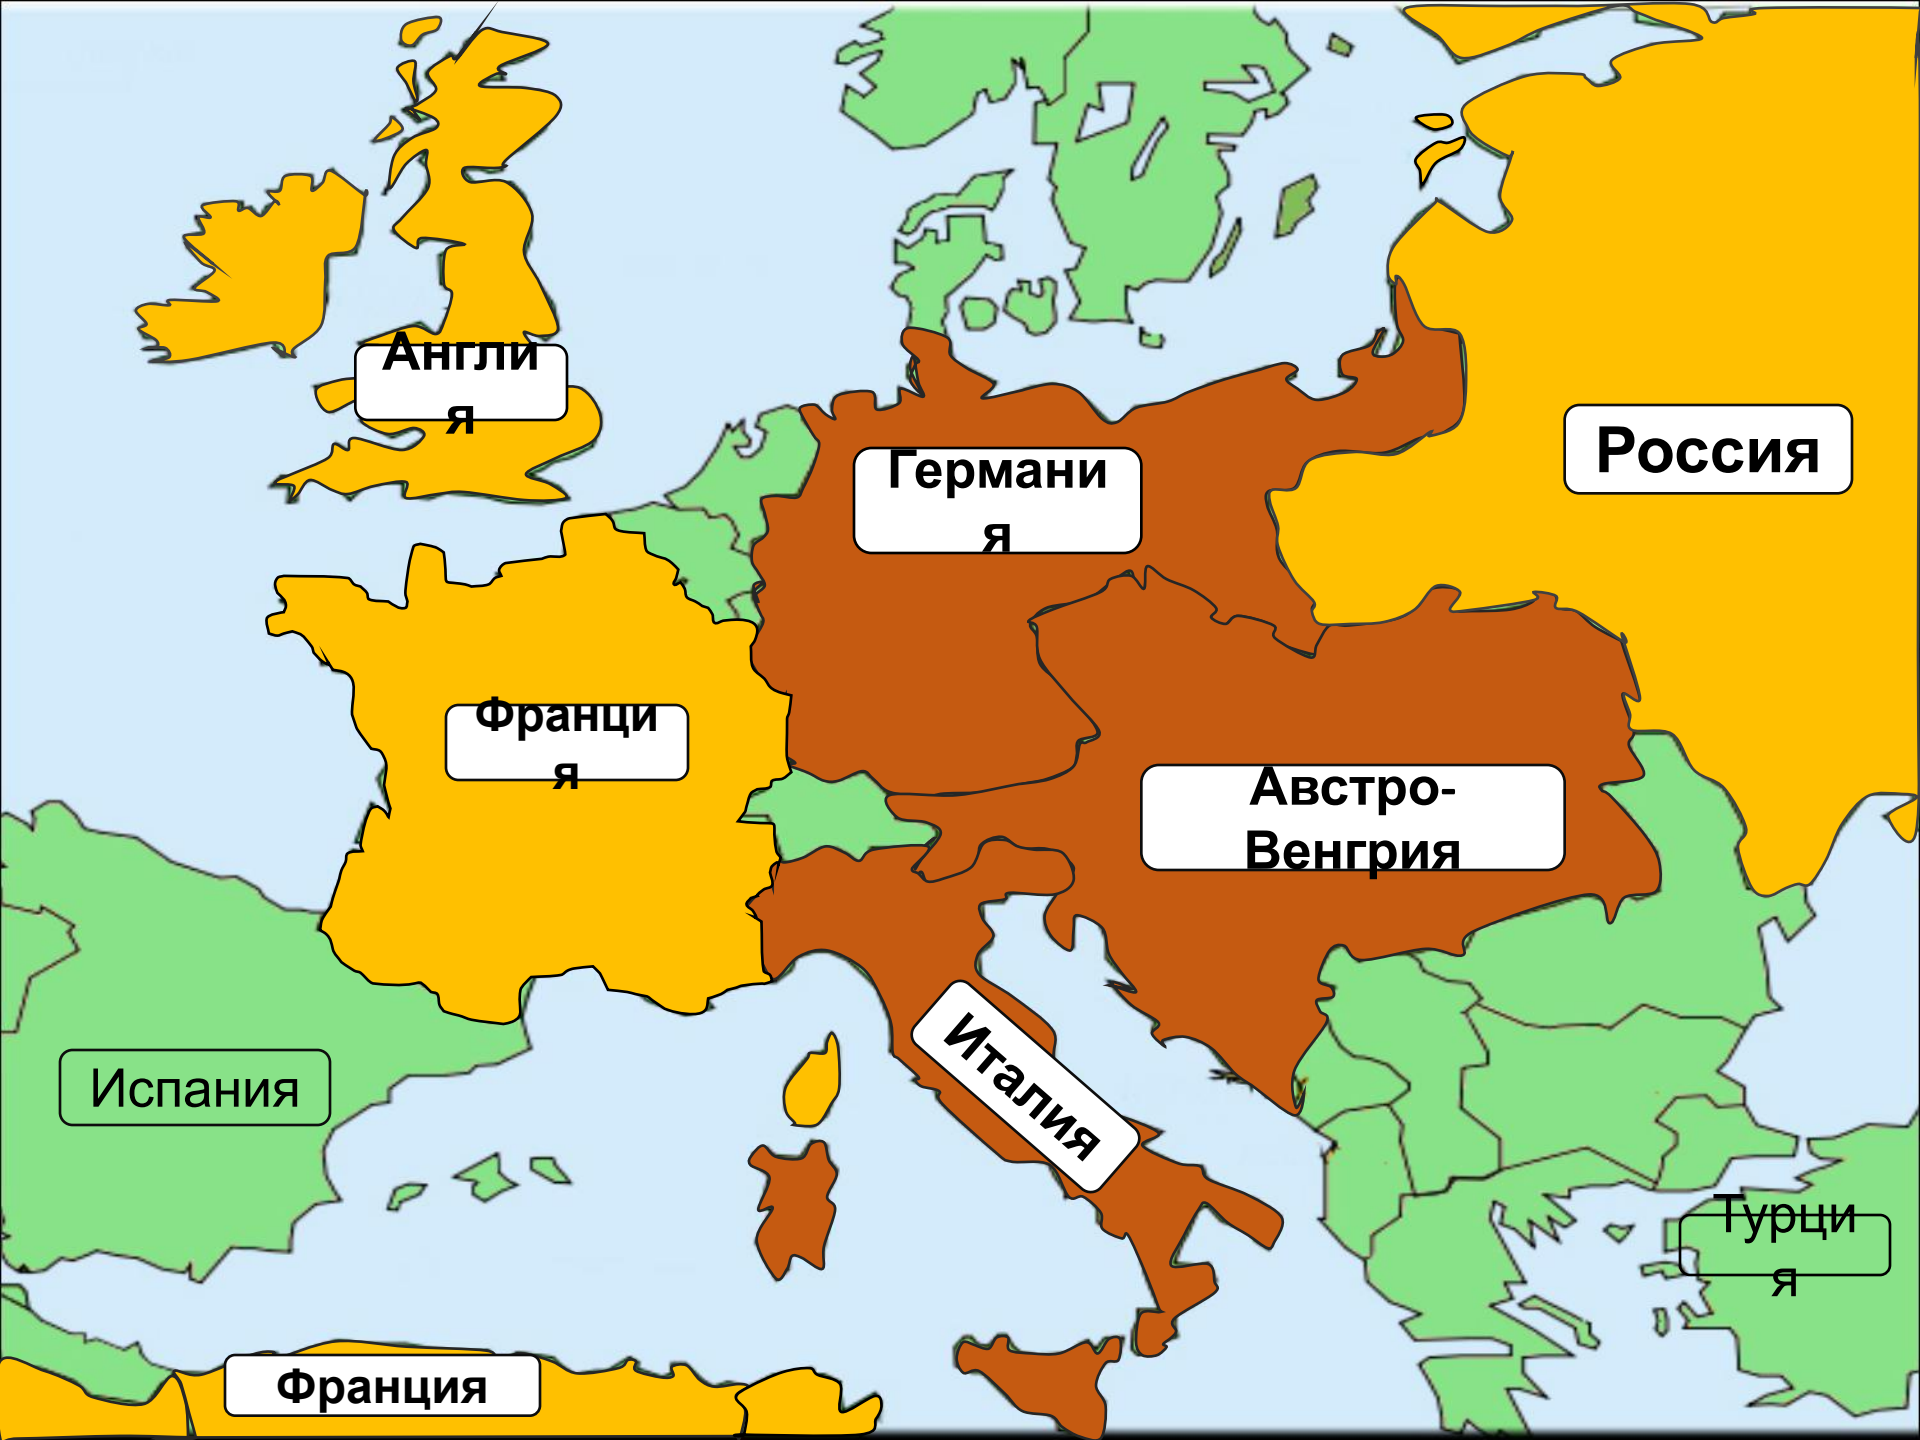 Англи
я
Германи
я
Россия
Франци
я
Австро-
Венгрия
Италия
Испания
Турци
я
Франция